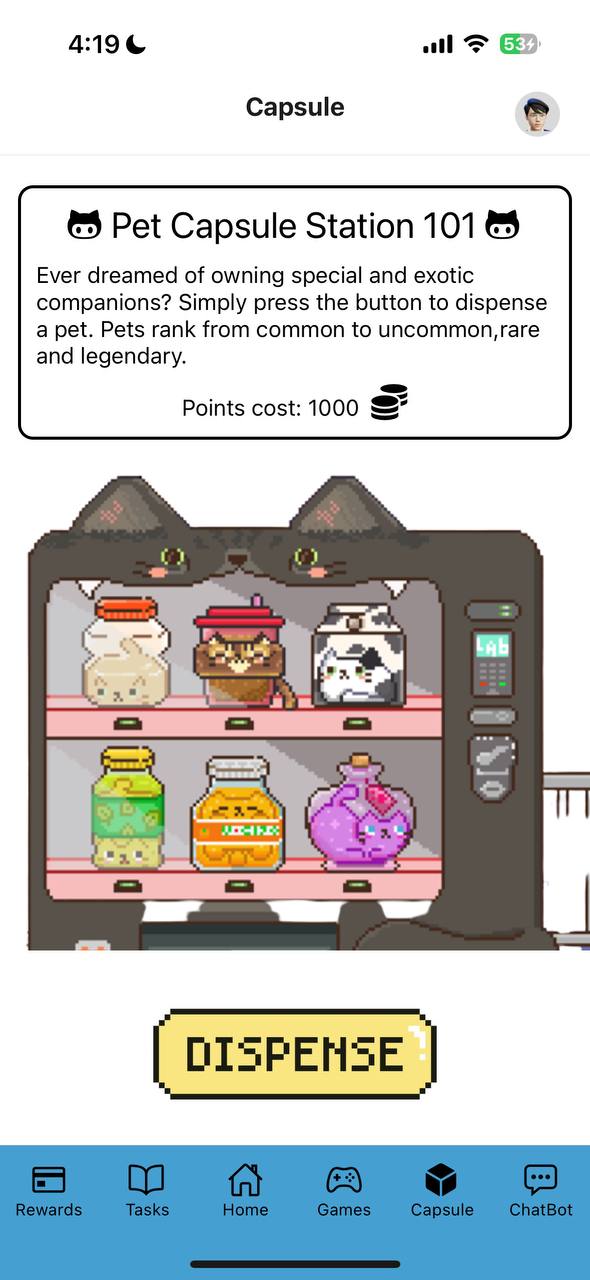 4:19
53
Capsule
Pet Capsule Station 101
Ever dreamed of owning special and exotic
companions? Simply press the button to dispense
a pet. Pets rank from common to uncommon,rare
and legendary.
Points cost: 1000
LAb
DISPENSE
Rewards Tasks Home Games Capsule ChatBot